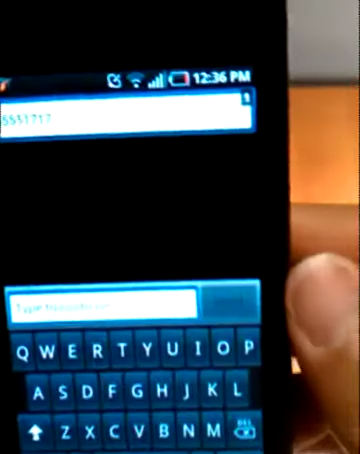 12:36 PM
5551717
Type to compose
Q W E R T Y U I O P
A S D F G H J K L
Z X C V B N M DEL